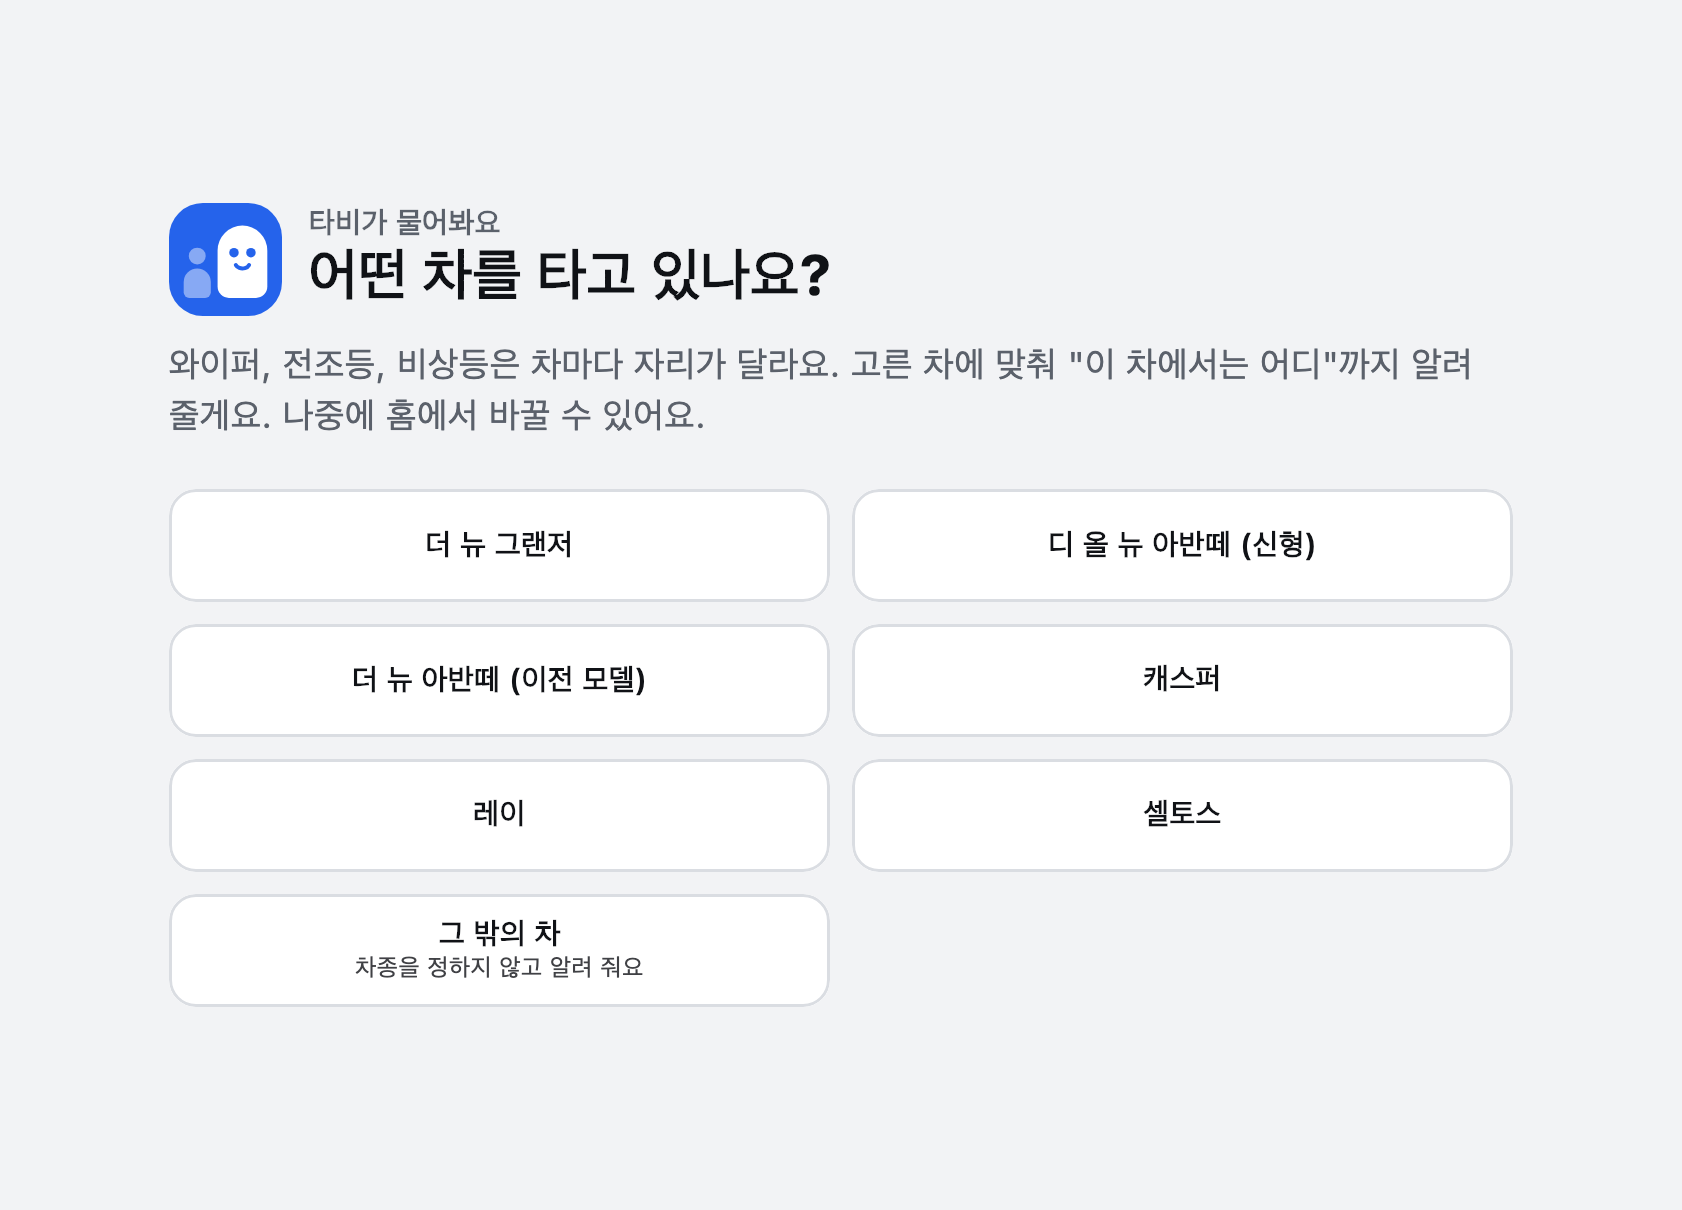 타비가 물어봐요
어떤 차를 타고 있나요?
와이퍼, 전조등, 비상등은 차마다 자리가 달라요. 고른 차에 맞춰 "이 차에서는 어디"까지 알려
줄게요. 나중에 홈에서 바꿀 수 있어요.
더 뉴 그랜저
디 올 뉴 아반떼 (신형)
더 뉴 아반떼 (이전 모델)
캐스퍼
레이
셀토스
그 밖의 차
차종을 정하지 않고 알려 줘요